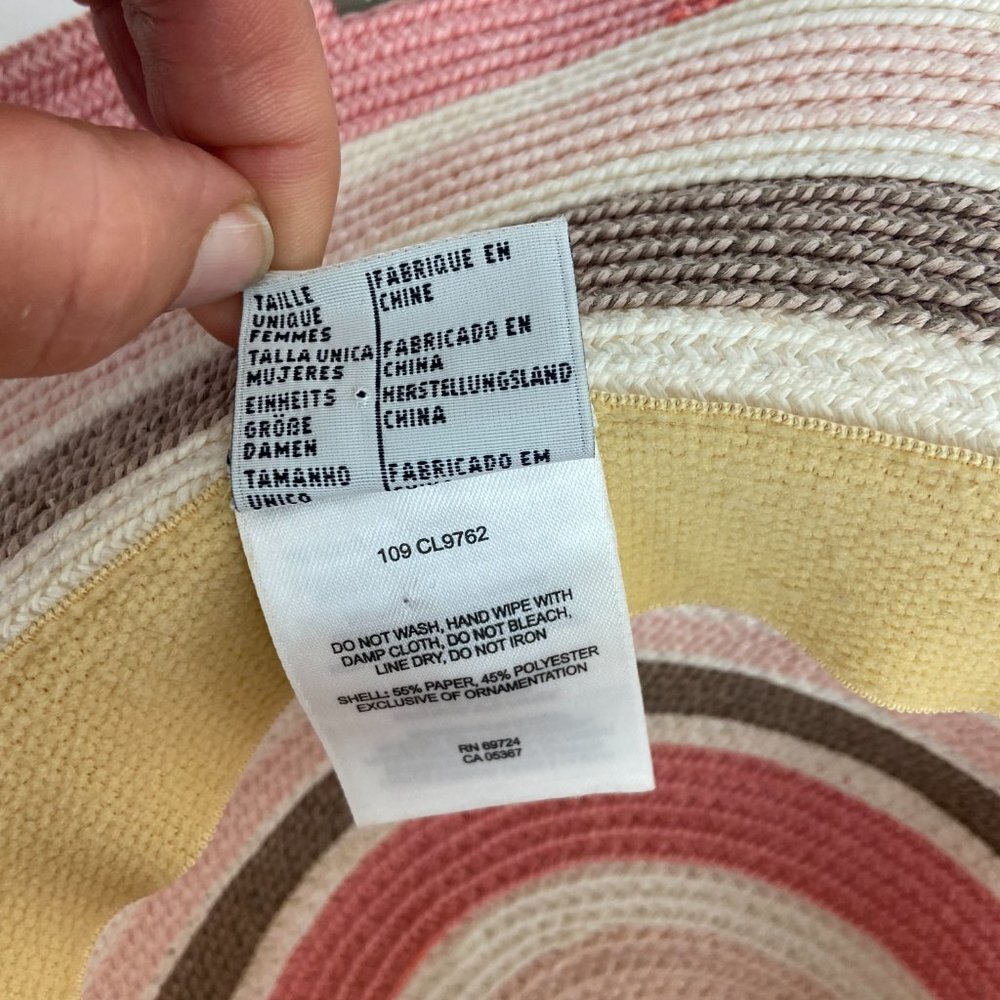 TAILLE
UNIQUE
FEMMES
TALLA UNICA
MUJERES
EINHEITS
GRÖBE
DAMEN
TAMANHO
UNICO
FABRIQUE EN
CHINE
FABRICADO EN
CHINA
HERSTELLUNGSLAND
CHINA
FABRICADO EM
109 CL9762
DO NOT WASH, HAND WIPE WITH
DAMP CLOTH, DO NOT BLEACH,
LINE DRY, DO NOT IRON
SHELL: 55% PAPER, 45% POLYESTER
EXCLUSIVE OF ORNAMENTATION
RN 69724
CA 05367